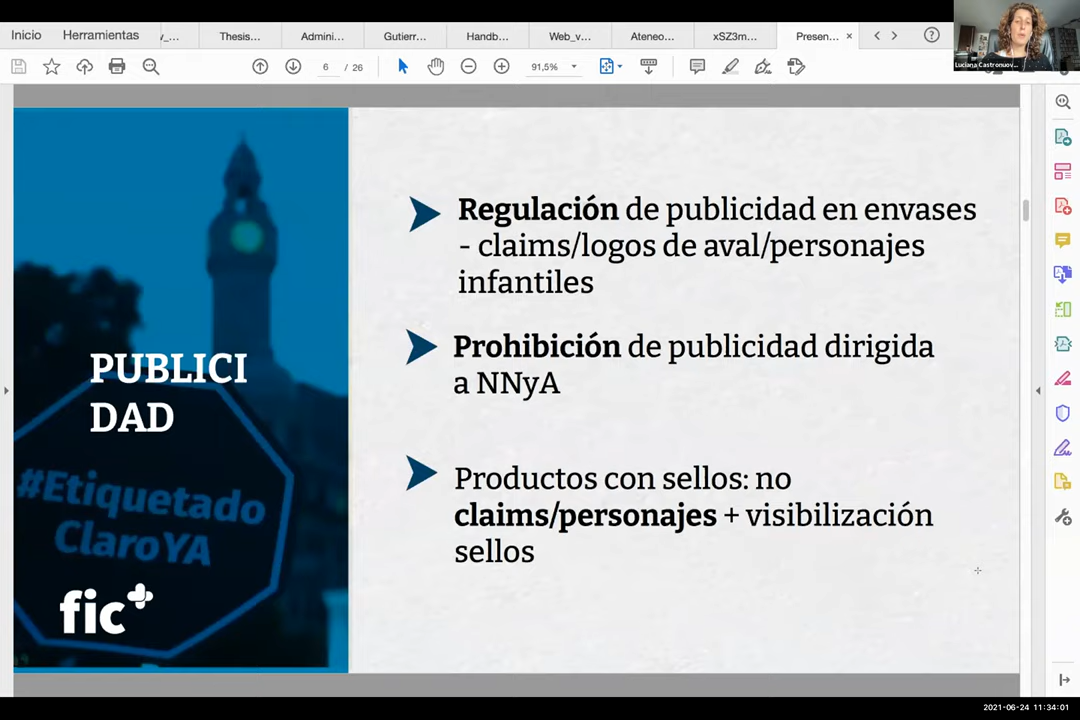 Inicio Herramientas v_... Thesis... Admini... Gutierr... Handb... Web_v... Ateneo... xSZ3m... Presen... ×
6 / 26 91,5%
Luciana Castronuov...
PUBLICI
DAD
#Etiquetado
ClaroYA
fic
Regulación de publicidad en envases
- claims/logos de aval/personajes
infantiles
Prohibición de publicidad dirigida
a NNyA
Productos con sellos: no
claims/personajes + visibilización
sellos
2021-06-24 11:34:01